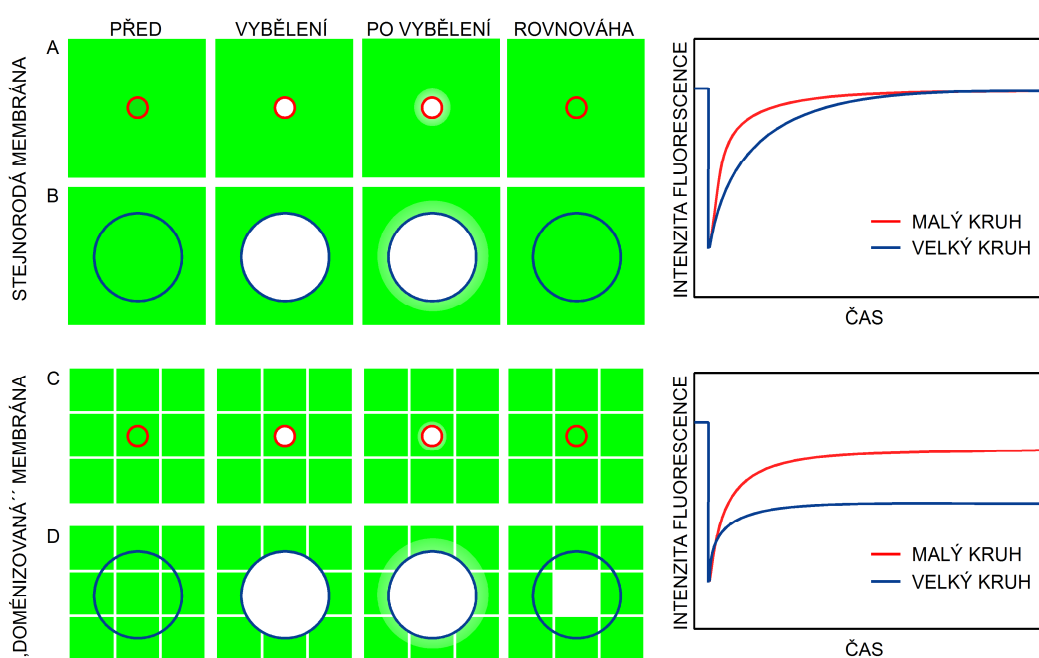 PŘED VYBĚLENÍ PO VYBĚLENÍ ROVNOVÁHA
STEJNORODÁ MEMBRÁNA
A
B
INTENZITA FLUORESCENCE
MALÝ KRUH
VELKÝ KRUH
ČAS
„DOMÉNIZOVANÁ´´ MEMBRÁNA
C
D
INTENZITA FLUORESCENCE
MALÝ KRUH
VELKÝ KRUH
ČAS